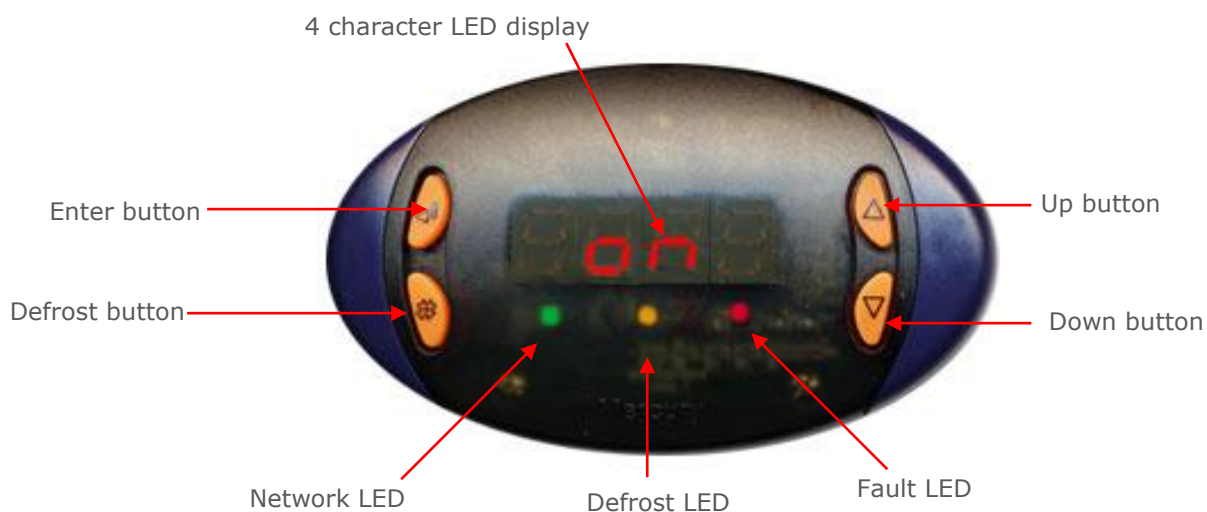 4 character LED display
Enter button
Up button
on
Defrost button
Down button
Mercury
Network LED
Defrost LED
Fault LED